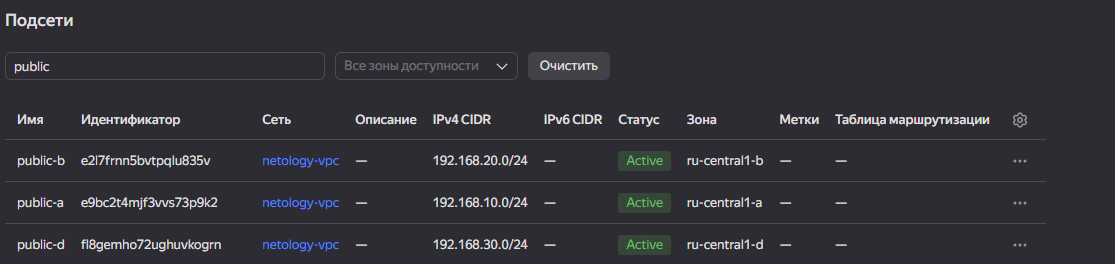 Подсети
public Все зоны доступности Очистить
Имя Идентификатор Сеть Описание IPv4 CIDR IPv6 CIDR Статус Зона Метки Таблица маршрутизации
public-b e2l7frnn5bvtpqlu835v netology-vpc — 192.168.20.0/24 — Active ru-central1-b — —
public-a e9bc2t4mjf3vvs73p9k2 netology-vpc — 192.168.10.0/24 — Active ru-central1-a — —
public-d fl8gemho72ughuvkogrn netology-vpc — 192.168.30.0/24 — Active ru-central1-d — —